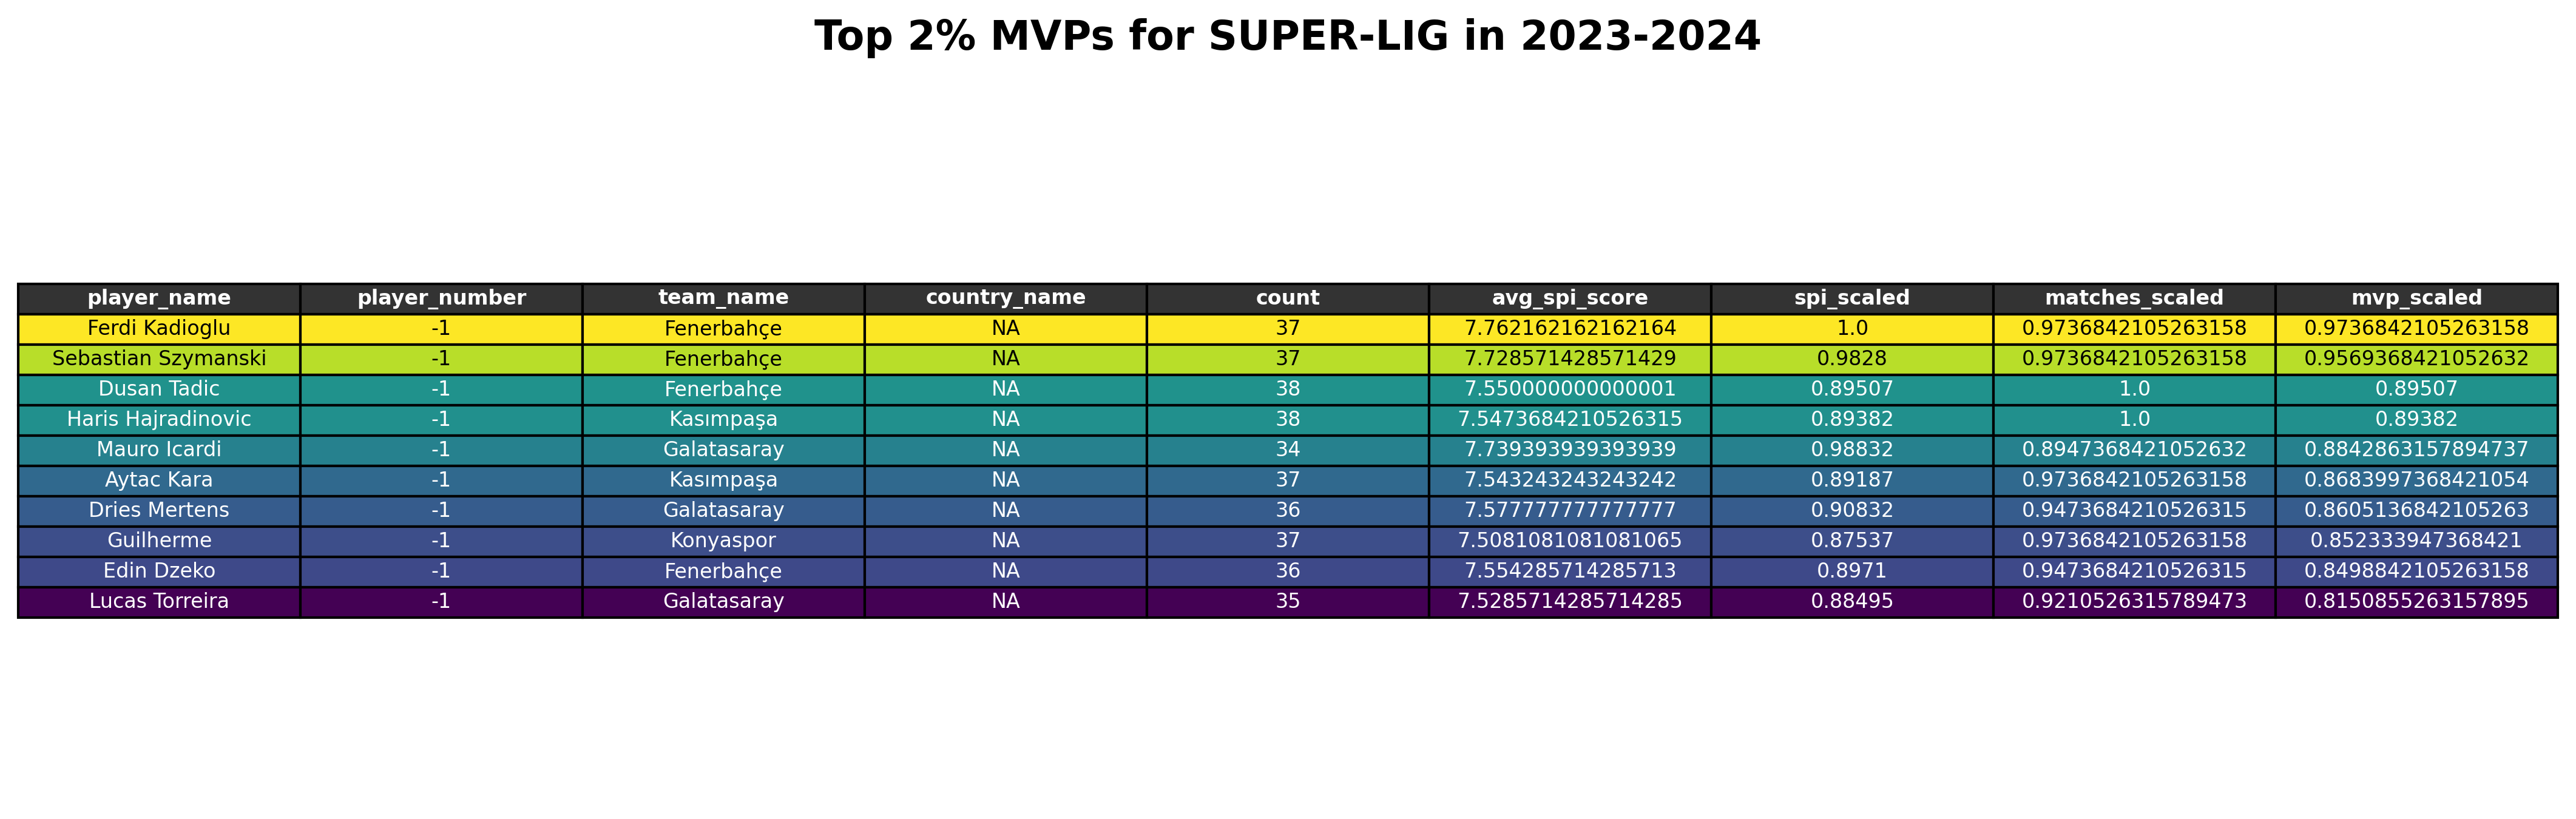 Top 2% MVPs for SUPER-LIG in 2023-2024
player_name player_number team_name country_name count avg_spi_score spi_scaled matches_scaled mvp_scaled
Ferdi Kadioglu -1 Fenerbahçe NA 37 7.762162162162164 1.0 0.9736842105263158 0.9736842105263158
Sebastian Szymanski -1 Fenerbahçe NA 37 7.728571428571429 0.9828 0.9736842105263158 0.9569368421052632
Dusan Tadic -1 Fenerbahçe NA 38 7.550000000000001 0.89507 1.0 0.89507
Haris Hajradinovic -1 Kasımpaşa NA 38 7.5473684210526315 0.89382 1.0 0.89382
Mauro Icardi -1 Galatasaray NA 34 7.739393939393939 0.98832 0.8947368421052632 0.8842863157894737
Aytac Kara -1 Kasımpaşa NA 37 7.543243243243242 0.89187 0.9736842105263158 0.8683997368421054
Dries Mertens -1 Galatasaray NA 36 7.577777777777777 0.90832 0.9473684210526315 0.8605136842105263
Guilherme -1 Konyaspor NA 37 7.5081081081081065 0.87537 0.9736842105263158 0.852333947368421
Edin Dzeko -1 Fenerbahçe NA 36 7.554285714285713 0.8971 0.9473684210526315 0.8498842105263158
Lucas Torreira -1 Galatasaray NA 35 7.5285714285714285 0.88495 0.9210526315789473 0.8150855263157895